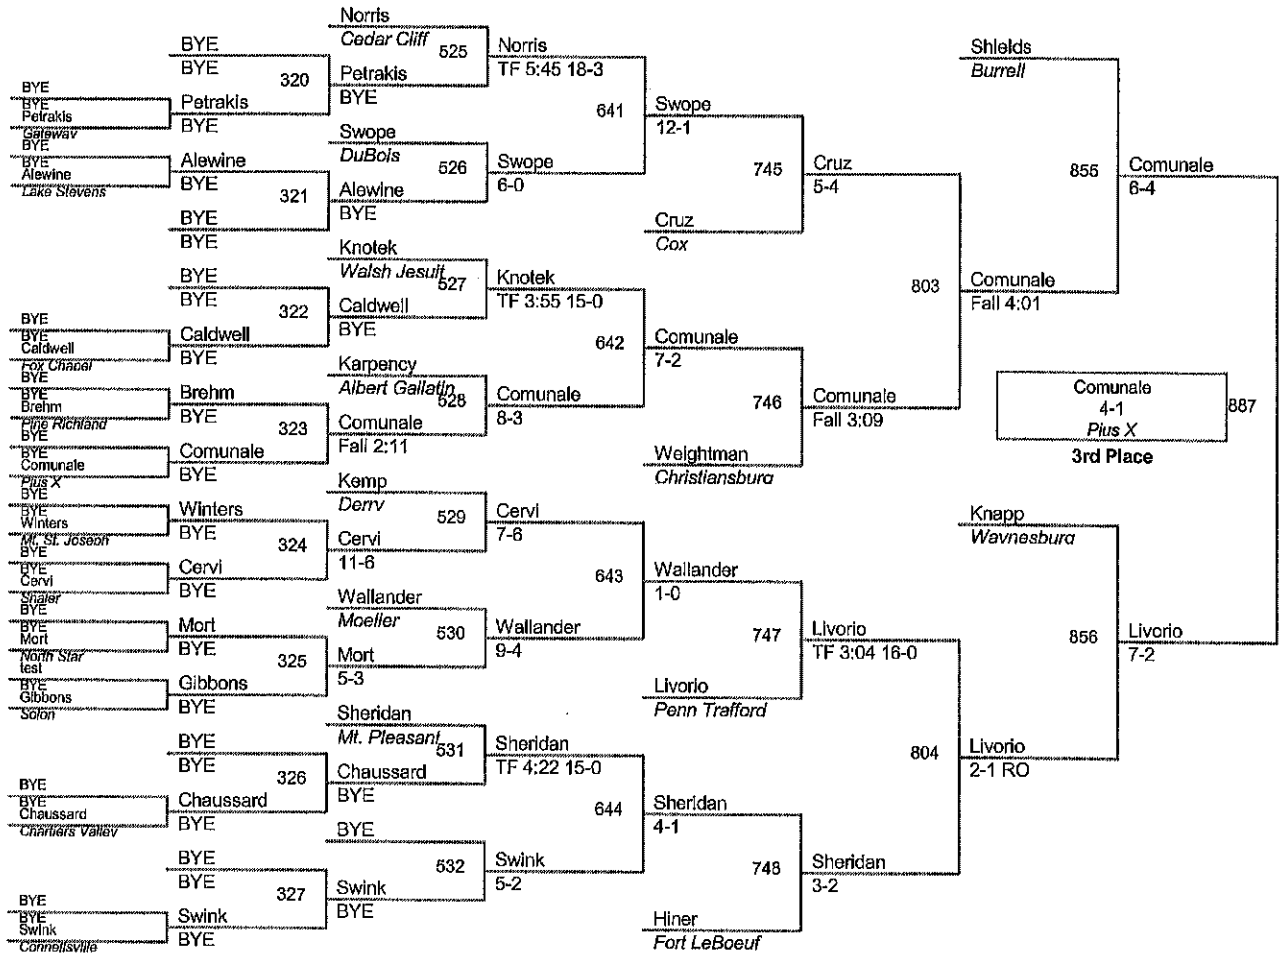 BYE
BYE
Petrakis
Gateway
BYE
BYE
Alewine
Lake Stevens
BYE
BYE
Caldwell
Fox Chapel
BYE
BYE
Brehm
Pine Richland
BYE
BYE
Comunale
Pius X
BYE
BYE
Winters
Mt. St. Joseph
BYE
BYE
Cervi
Shaler
BYE
BYE
Mort
North Star
test
BYE
Gibbons
Solon
BYE
BYE
Chaussard
Chartiers Valley
BYE
BYE
Swink
Connellsville
BYE
BYE
320
Petrakis
BYE
Alewine
BYE
321
BYE
BYE
BYE
BYE
322
Caldwell
BYE
Brehm
BYE
323
Comunale
BYE
Winters
BYE
324
Cervi
BYE
Mort
BYE
325
Gibbons
BYE
BYE
BYE
326
Chaussard
BYE
BYE
BYE
327
Swink
BYE
Norris
Cedar Cliff
525
Petrakis
BYE
Swope
DuBois
526
Alewine
BYE
Knotek
Walsh Jesuit
527
Caldwell
BYE
Karpency
Albert Gallatin
528
Comunale
Fall 2:11
Kemp
Derry
529
Cervi
11-6
Wallander
Moeller
530
Mort
5-3
Sheridan
Mt. Pleasant
531
Chaussard
BYE
BYE
532
Swink
BYE
Norris
TF 5:45 18-3
641
Swope
6-0
Knotek
TF 3:55 15-0
642
Comunale
8-3
Cervi
7-6
643
Wallander
9-4
Sheridan
TF 4:22 15-0
644
Swink
5-2
Swope
12-1
745
Cruz
Cox
Comunale
7-2
746
Weightman
Christiansburg
Wallander
1-0
747
Livorio
Penn Trafford
Sheridan
4-1
748
Hiner
Fort LeBoeuf
Cruz
5-4
803
Comunale
Fall 3:09
Livorio
TF 3:04 16-0
804
Sheridan
3-2
Shields
Burrell
855
Comunale
Fall 4:01
Knapp
Waynesburg
856
Livorio
2-1 RO
Comunale
6-4
Livorio
7-2
Comunale
4-1
Pius X
887
3rd Place